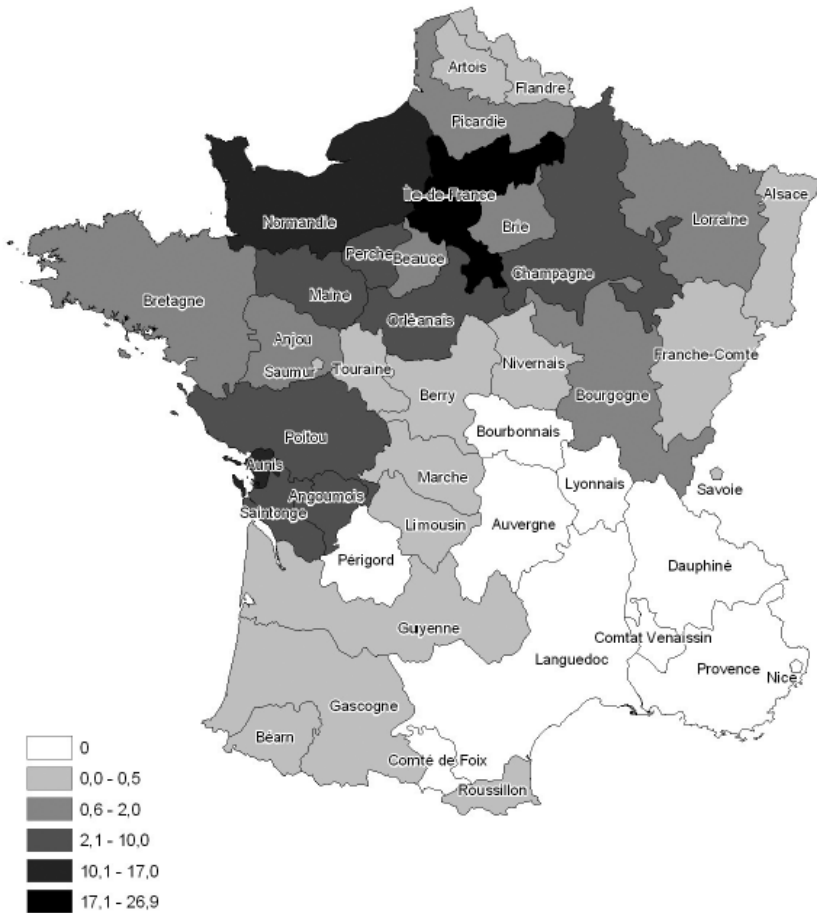 Artois
Flandre
Picardie
Île-de-France
Alsace
Normandie
Brie
Lorraine
Perche
Beauce
Champagne
Bretagne
Maine
Orléanais
Anjou
Saumur
Touraine
Nivernais
Franche-Comté
Berry
Bourgogne
Poitou
Bourbonnais
Aunis
Marche
Lyonnais
Savoie
Angoumois
Saintonge
Limousin
Auvergne
Périgord
Dauphiné
Guyenne
Comtat Venaissin
Languedoc
Provence
Nice
Gascogne
Béarn
Comté de Foix
Roussillon
0
0,0 - 0,5
0,6 - 2,0
2,1 - 10,0
10,1 - 17,0
17,1 - 26,9